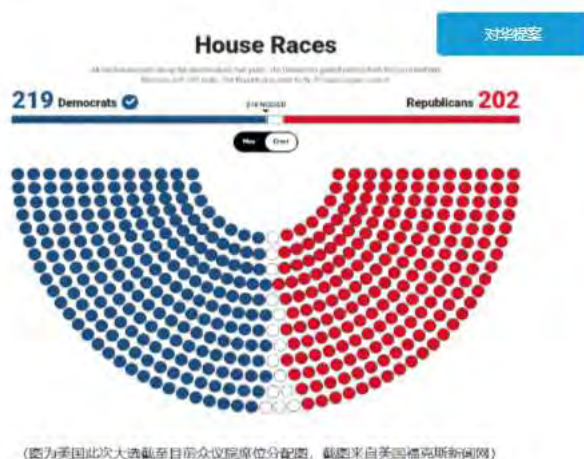 对华提案
House Races
219 Democrats
218 NEEDED
Republicans 202
Map
Chart
(图为美国此次大选截至目前众议院席位分配图，截图来自美国福克斯新闻网)